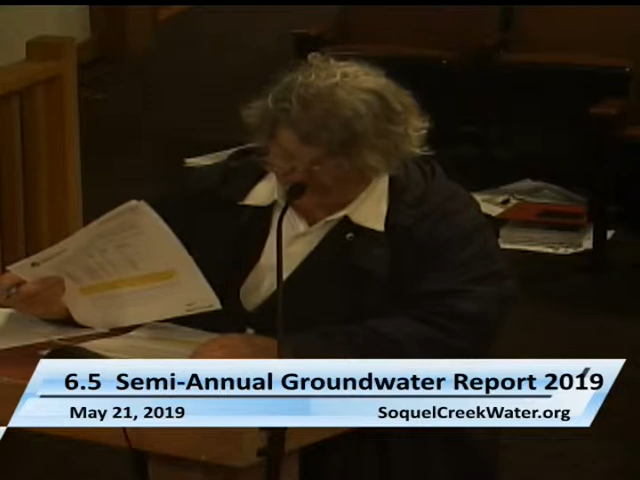 6.5 Semi-Annual Groundwater Report 2019
May 21, 2019
SoquelCreekWater.org